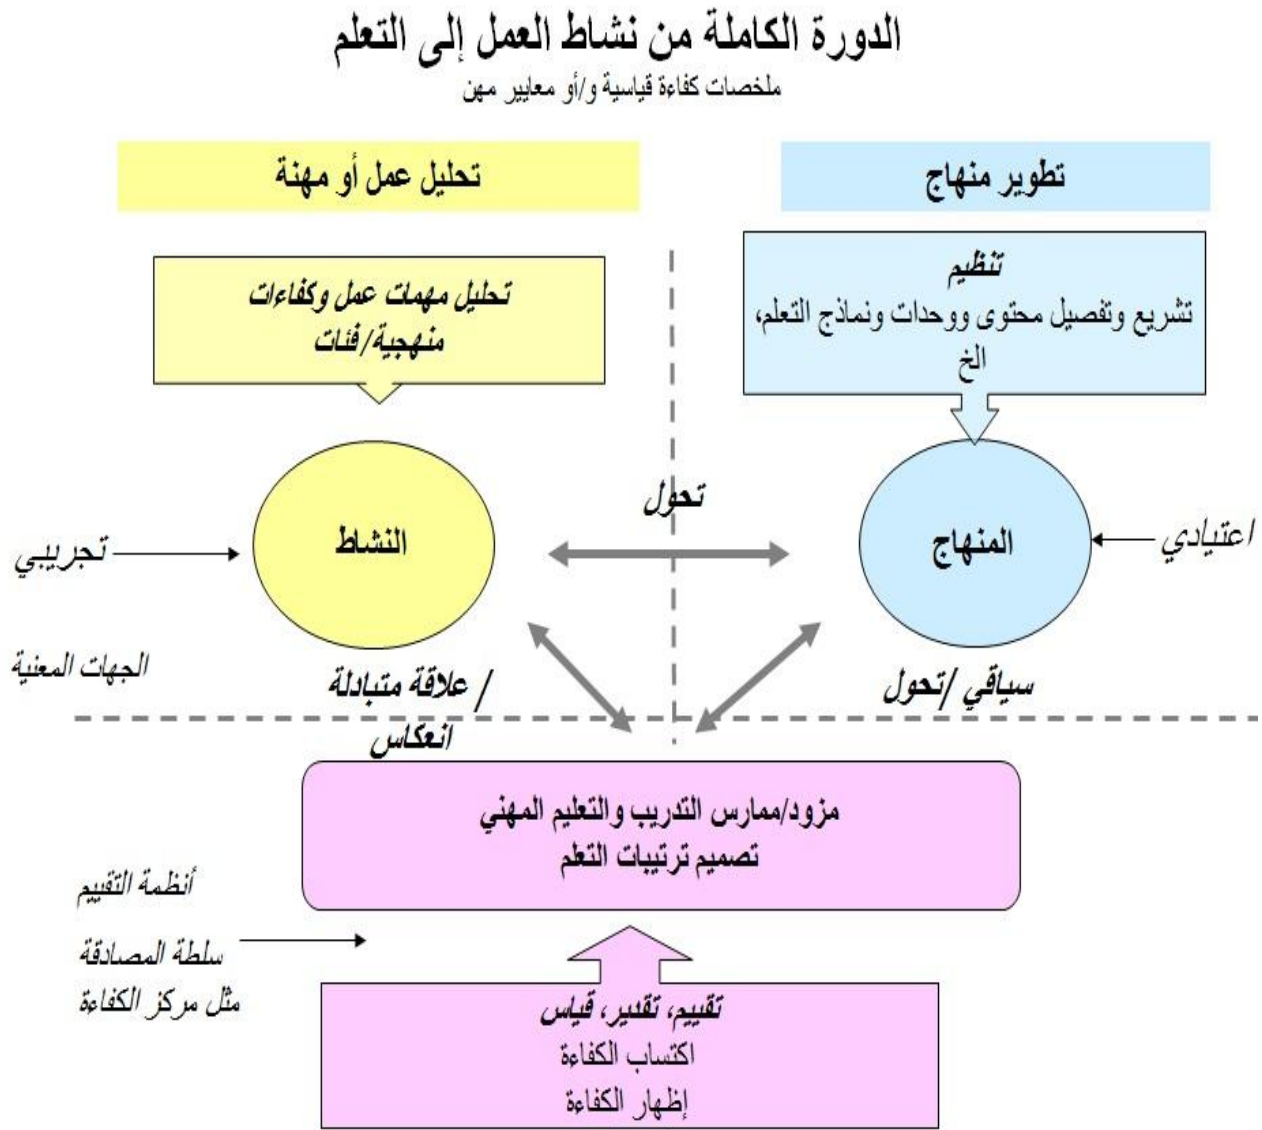 الدورة الكاملة من نشاط العمل إلى التعلم
ملخصات كفاءة قياسية و/أو معايير مهن
تطوير منهاج
تحليل عمل أو مهنة
تنظيم
تشريع وتفصيل محتوى ووحدات ونماذج التعلم،
الخ
تحليل مهمات عمل وكفاءات
منهجية/فئات
تحول
اعتيادي
المنهاج
النشاط
تجريبي
الجهات المعنية
سياقي /تحول
/ علاقة متبادلة
انعكاس
مزود/ممارس التدريب والتعليم المهني
تصميم ترتيبات التعلم
أنظمة التقييم
سلطة المصادقة
مثل مركز الكفاءة
تقييم، تقدير، قياس
اكتساب الكفاءة
إظهار الكفاءة